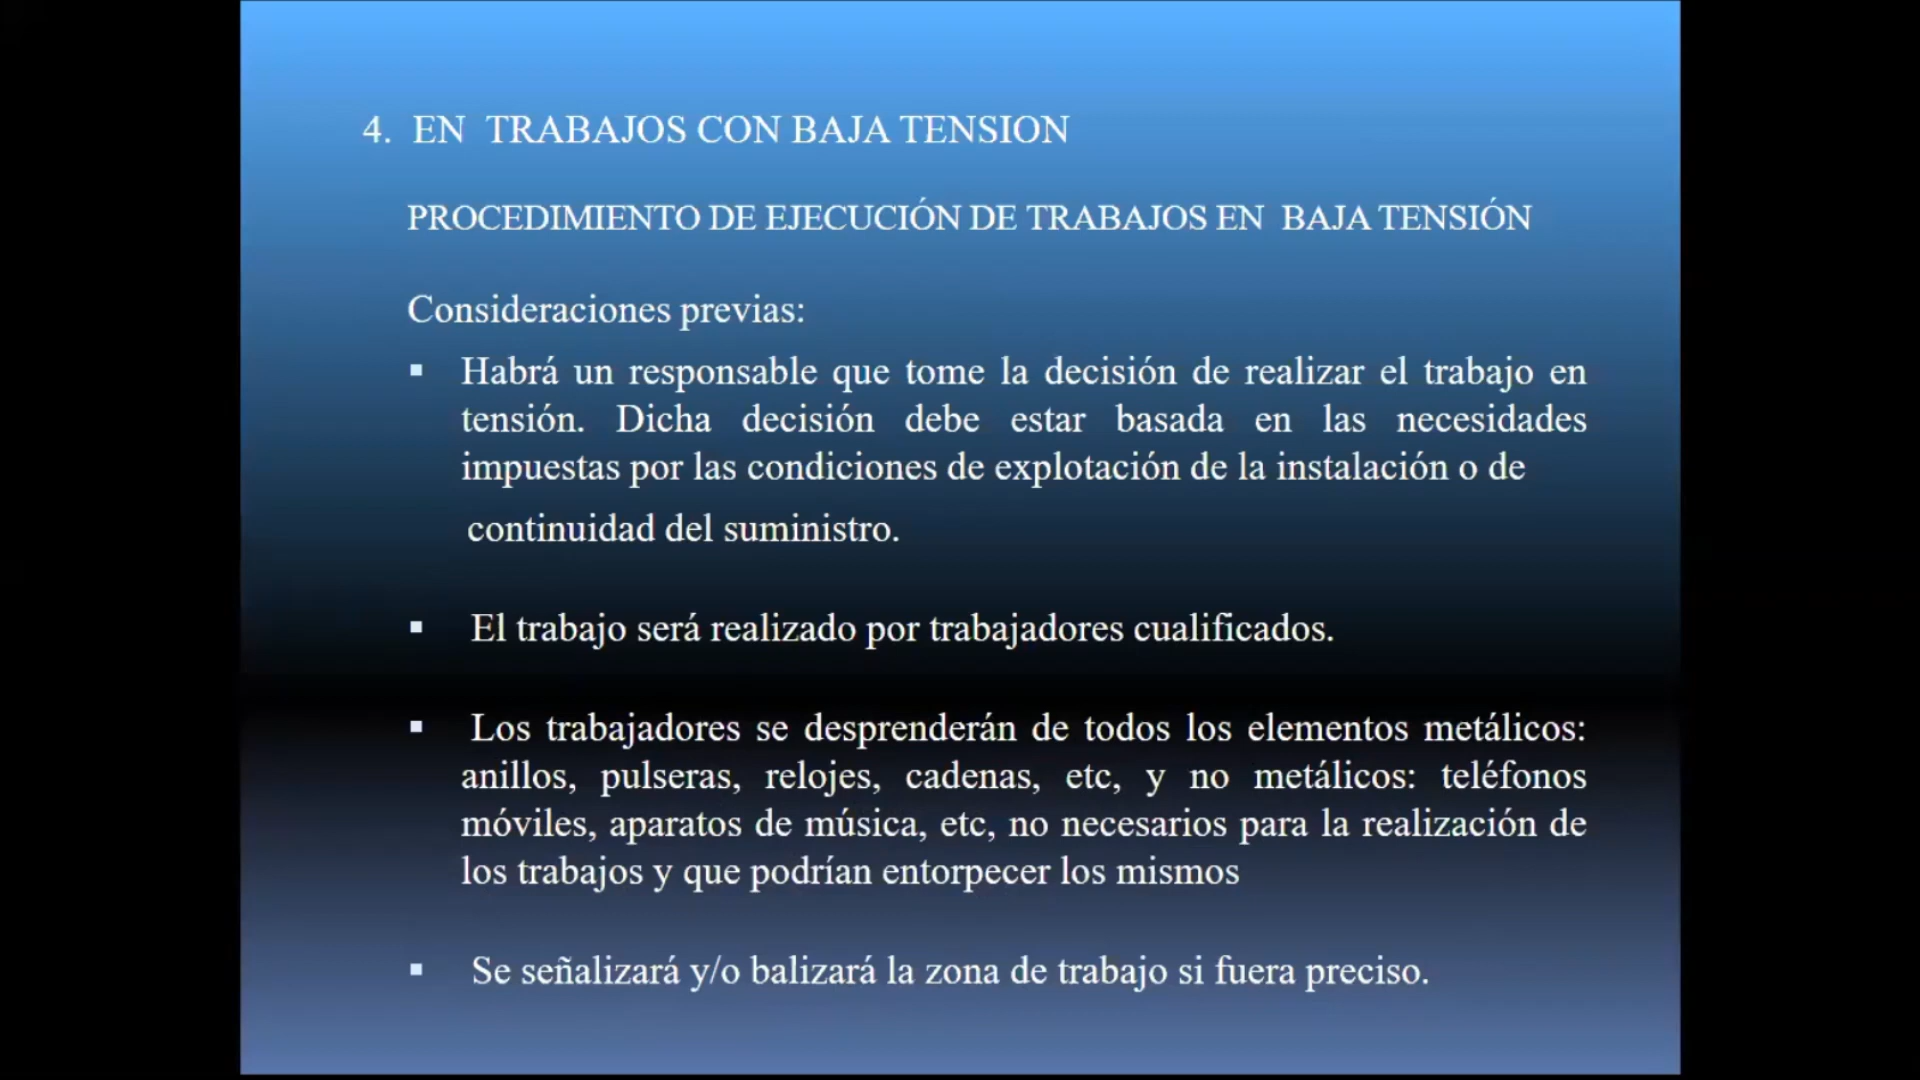 4. EN TRABAJOS CON BAJA TENSION
PROCEDIMIENTO DE EJECUCIÓN DE TRABAJOS EN BAJA TENSIÓN
Consideraciones previas:
▪ Habrá un responsable que tome la decisión de realizar el trabajo en
tensión. Dicha decisión debe estar basada en las necesidades
impuestas por las condiciones de explotación de la instalación o de
continuidad del suministro.
▪ El trabajo será realizado por trabajadores cualificados.
▪ Los trabajadores se desprenderán de todos los elementos metálicos:
anillos, pulseras, relojes, cadenas, etc, y no metálicos: teléfonos
móviles, aparatos de música, etc, no necesarios para la realización de
los trabajos y que podrían entorpecer los mismos
▪ Se señalizará y/o balizará la zona de trabajo si fuera preciso.